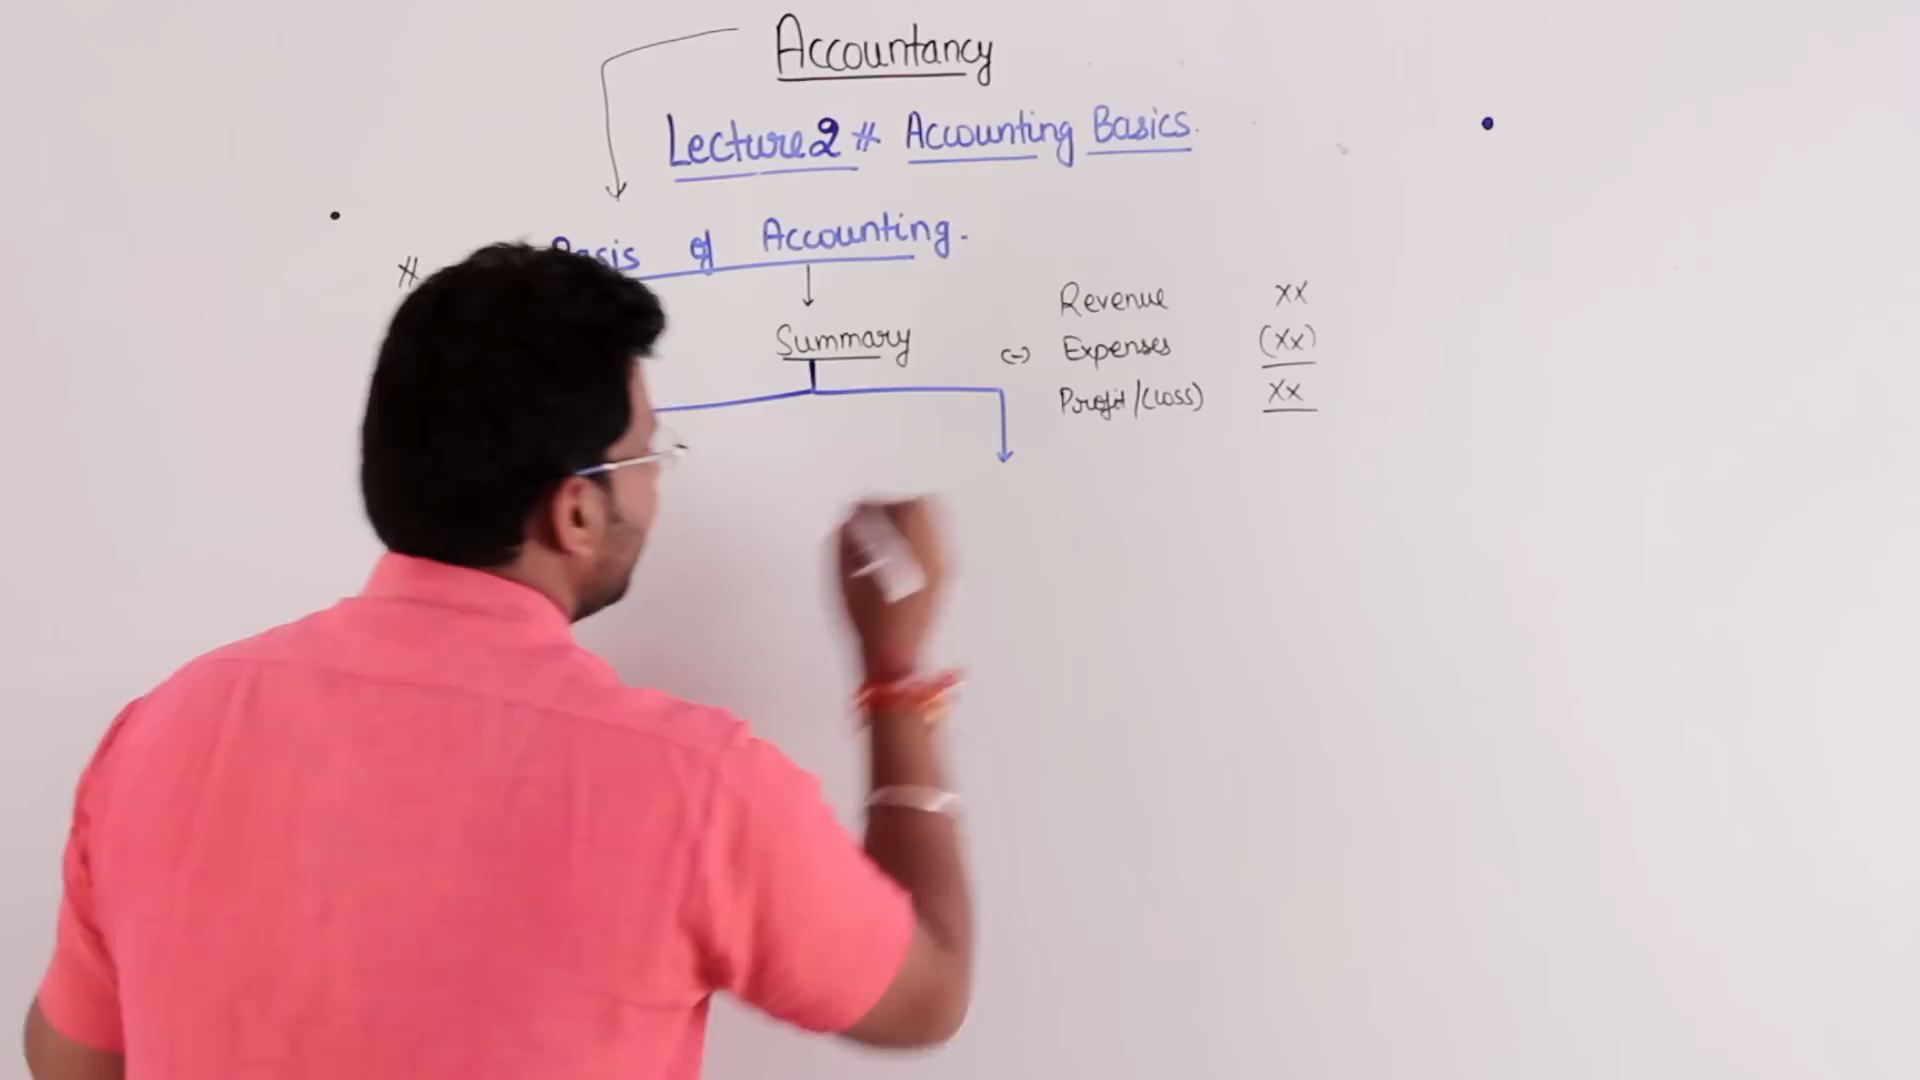 Accountancy
Lecture 2 # Accounting Basics.
# Basis of Accounting.
Summary
Revenue XX
(-) Expenses (XX)
Profit/(Loss) XX